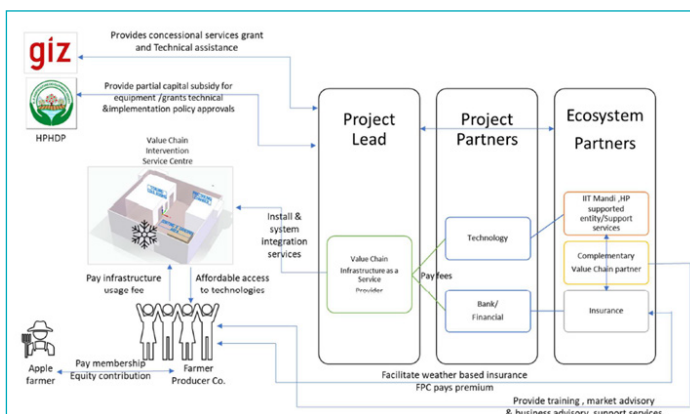 giz
Provides concessional services grant
and Technical assistance
HPHDP
Provide partial capital subsidy for
equipment /grants technical
&implementation policy approvals
Value Chain
Intervention
Service Centre
Install &
system
integration
services
Pay infrastructure
usage fee
Affordable access
to technologies
Apple
farmer
Pay membership
Equity contribution
Farmer
Producer Co.
Project
Lead
Value Chain
Infrastructure as a
Service
Provider
Pay fees
Project
Partners
Technology
Bank/
Financial
Ecosystem
Partners
IIT Mandi ,HP
supported
entity/Support
services
Complementary
Value Chain partner
Insurance
Facilitate weather based insurance
FPC pays premium
Provide training , market advisory
& business advisory, support services